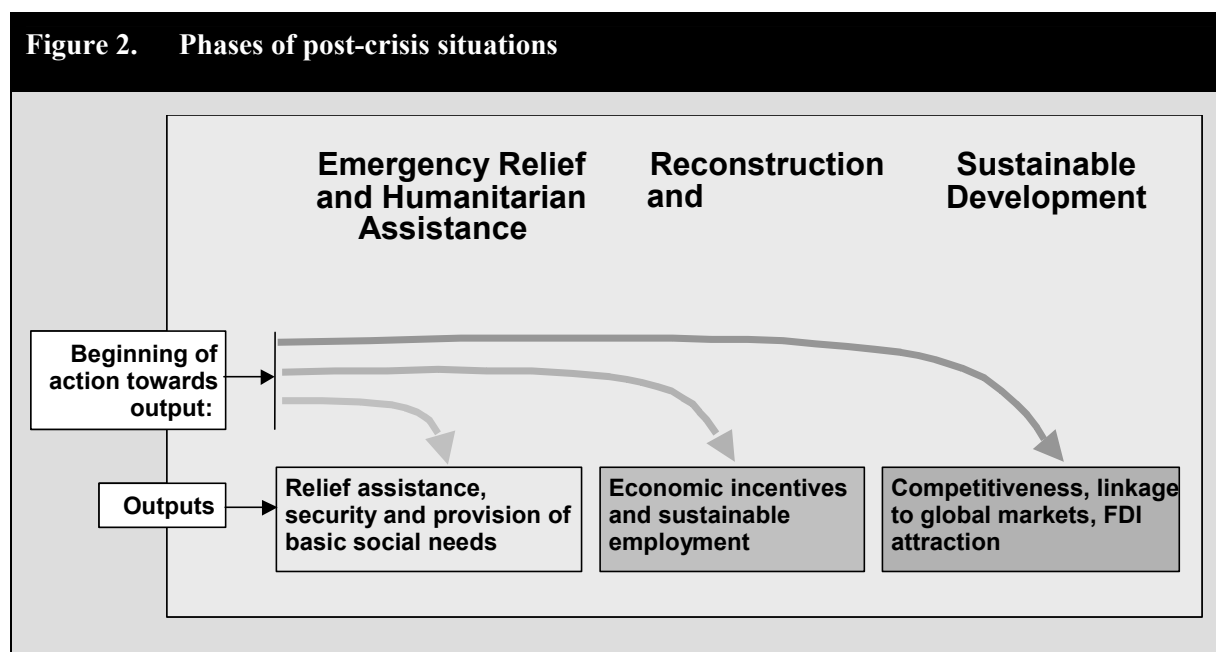 Figure 2. Phases of post-crisis situations
Emergency Relief
and Humanitarian
Assistance
Reconstruction
and
Sustainable
Development
Beginning of
action towards
output:
Outputs
Relief assistance,
security and provision of
basic social needs
Economic incentives
and sustainable
employment
Competitiveness, linkage
to global markets, FDI
attraction